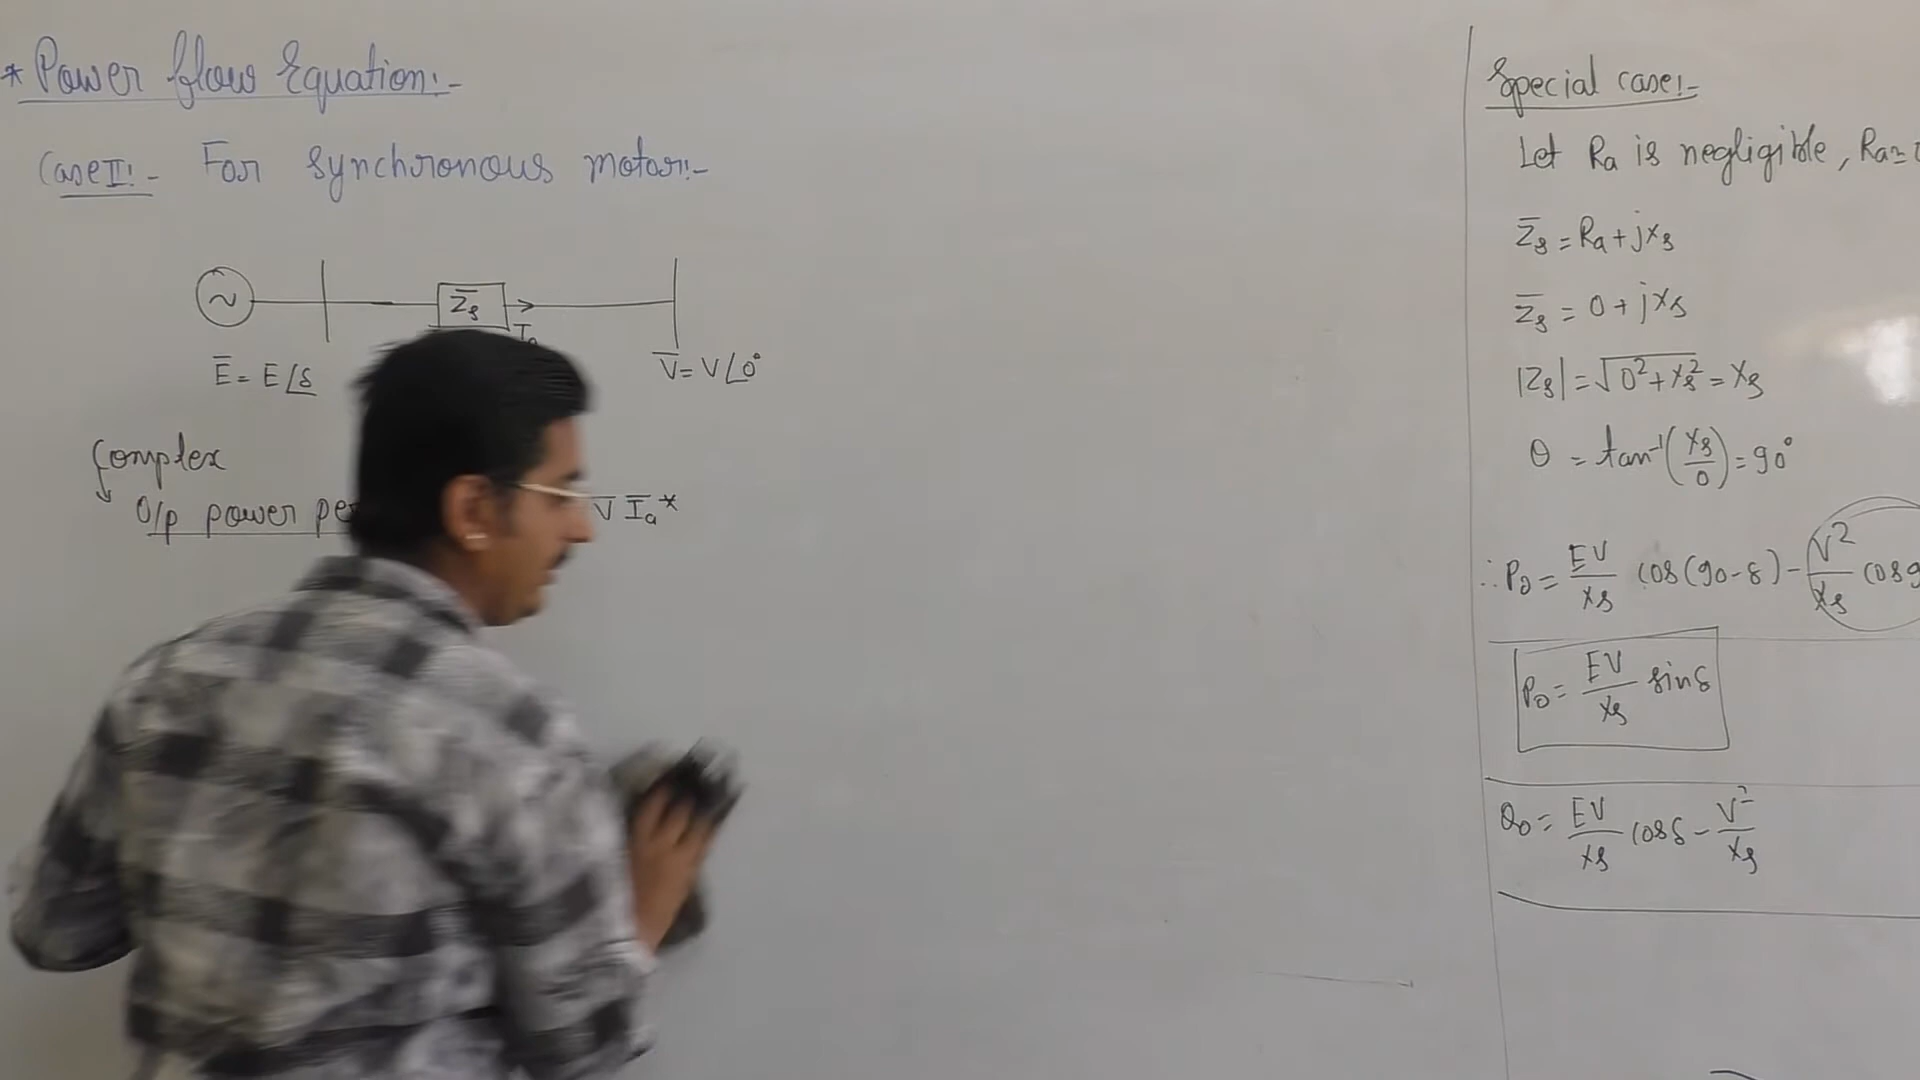 * Power flow Equation:-
Case II:- For synchronous motor:-
~
Z̅s
Ia
E̅ = E∠δ
V̅ = V∠0°
Complex
O/p power per
V̅ I̅a*
Special case:-
Let Ra is negligible, Ra=
Z̅s = Ra+jXs
Z̅s = 0+jXs
|Zs| = √(0²+Xs²) = Xs
θ = tan⁻¹(Xs/0) = 90°
∴ Po = EV/Xs cos(90-δ) - V²/Xs cos9
Po = EV/Xs sinδ
Qo = EV/Xs cosδ - V²/Xs